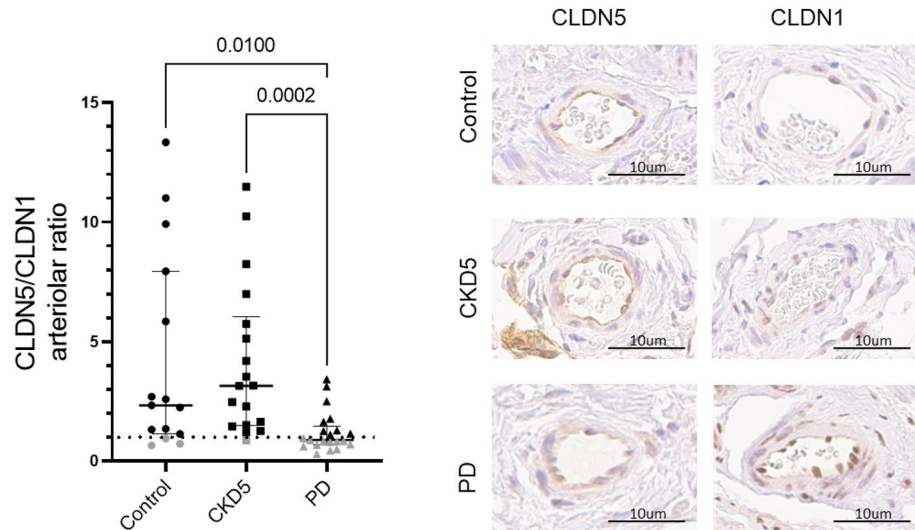 CLDN5 CLDN1
0.0100
0.0002
15
10
5
0
CLDN5/CLDN1
arteriolar ratio
Control
CKD5
PD
Control
10um
10um
CKD5
10um
10um
PD
10um
10um